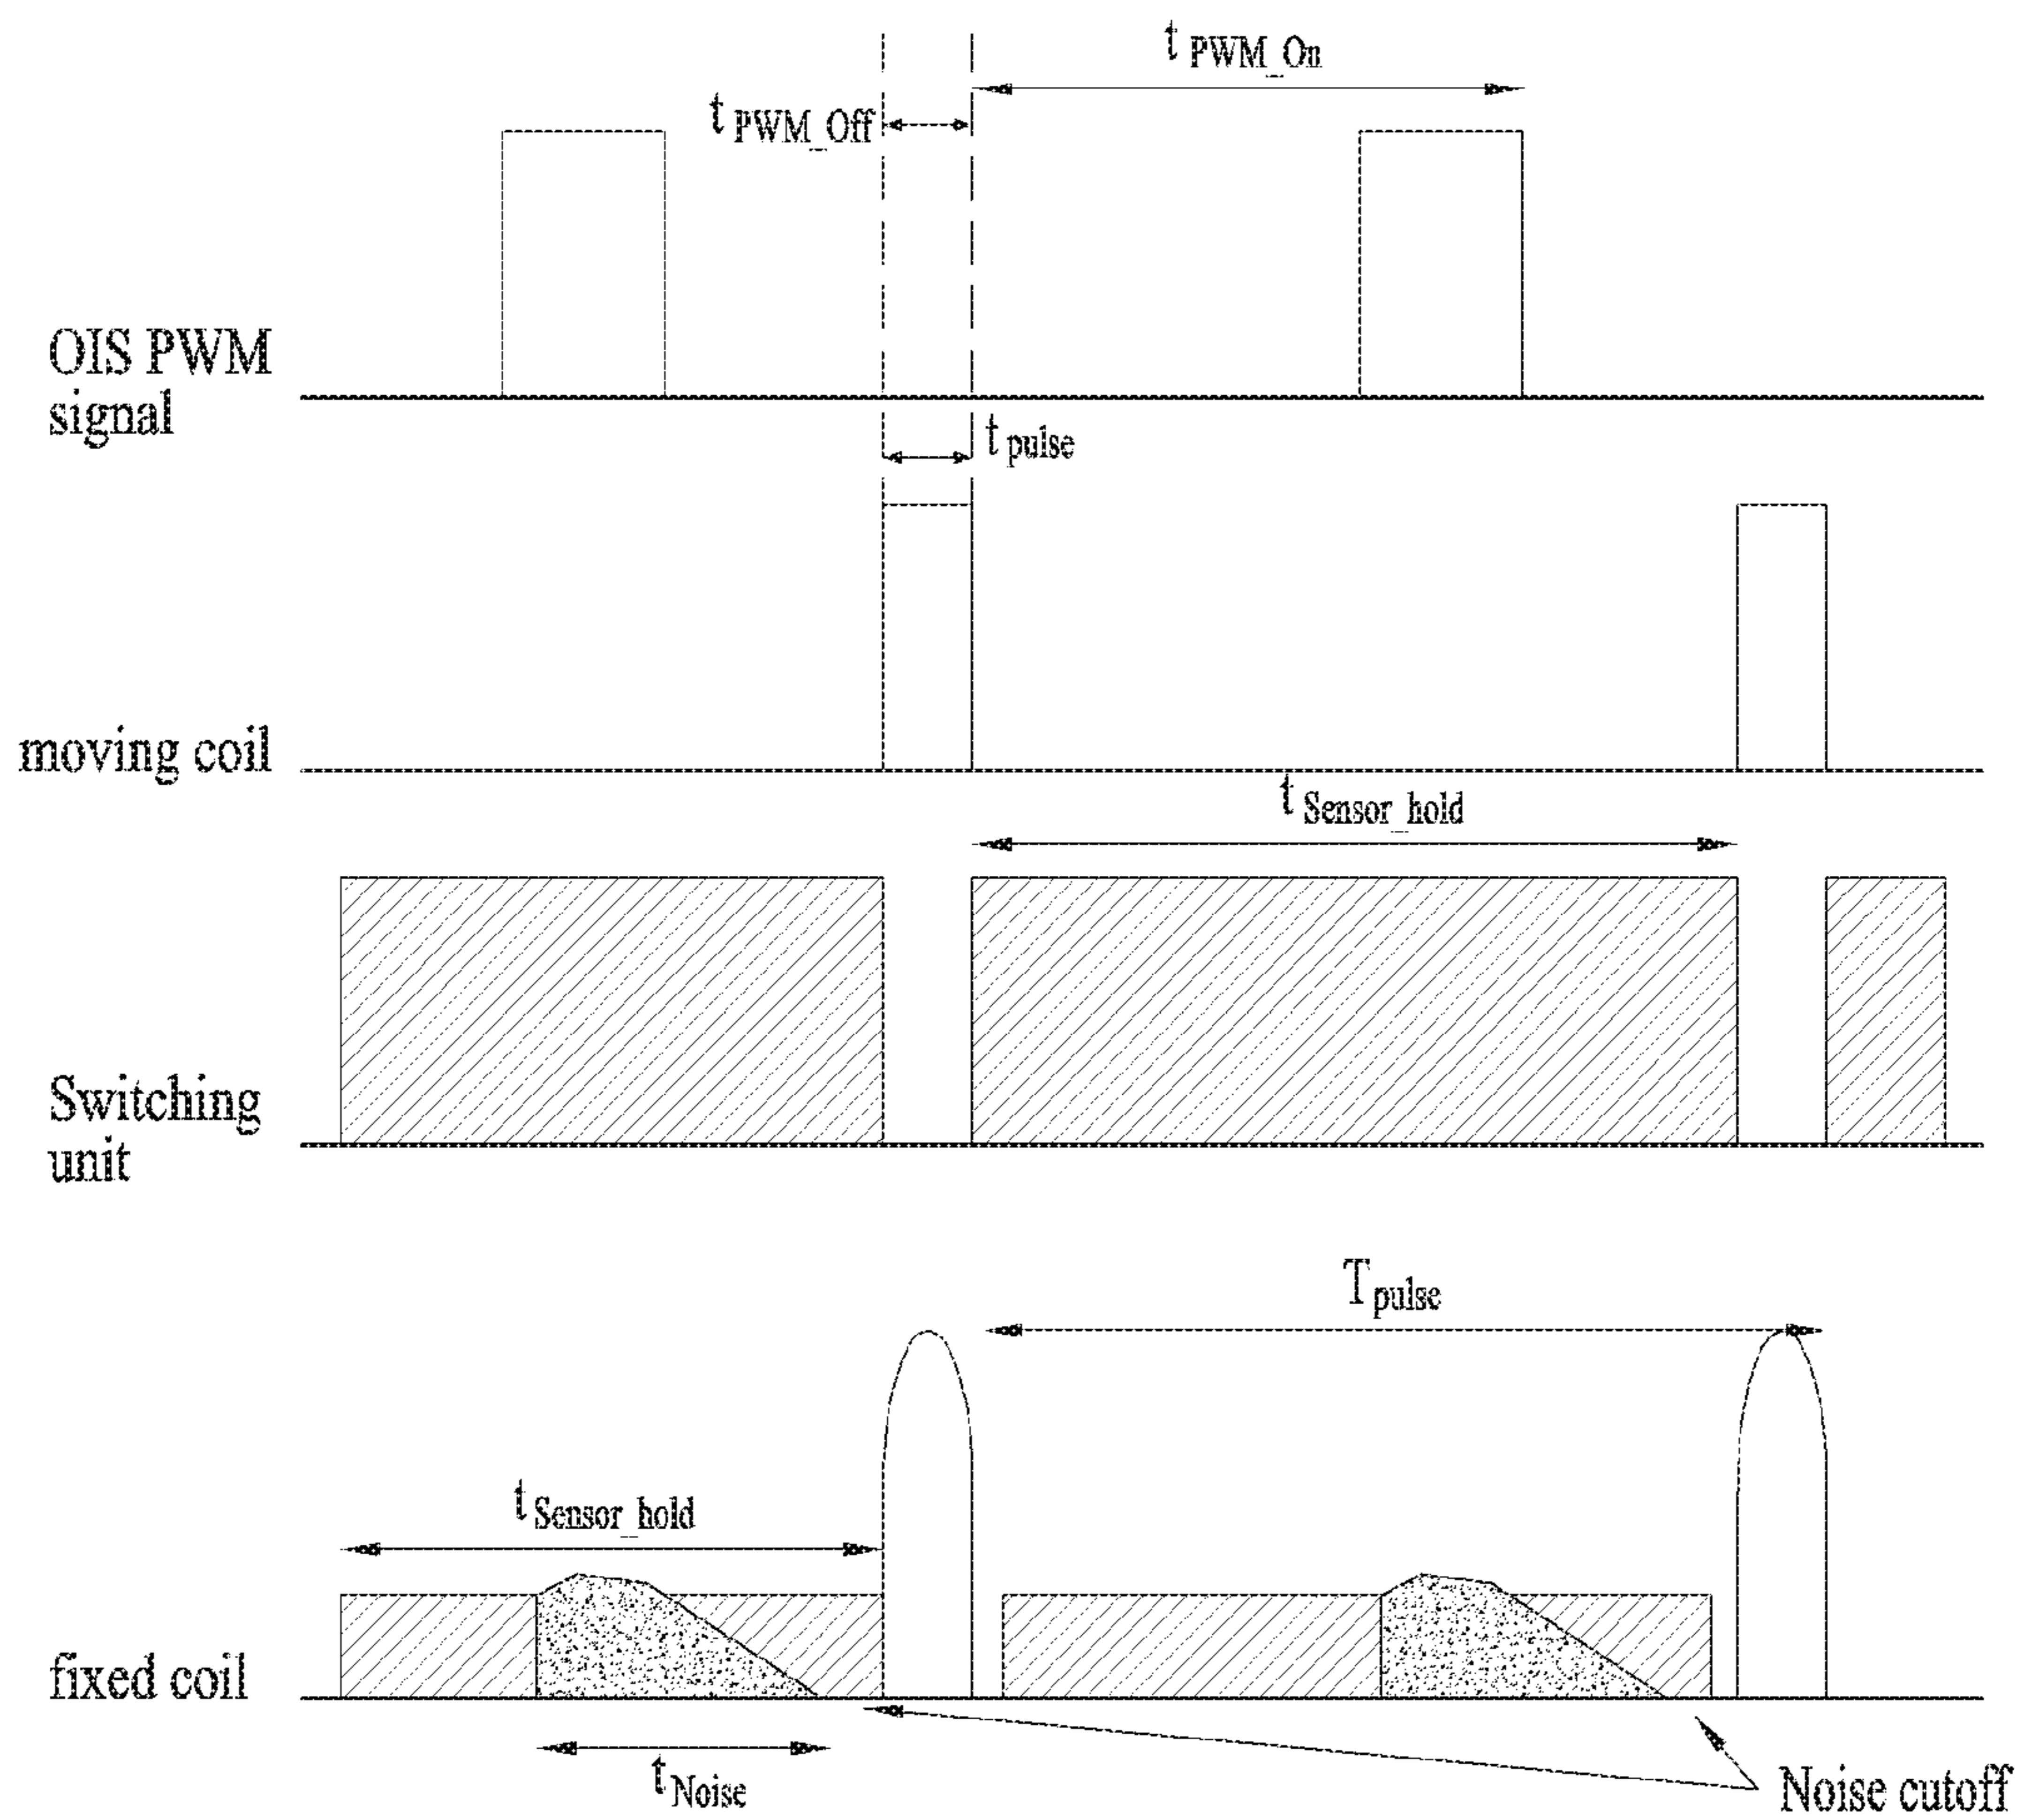 t PWM_On
t PWM_Off
OIS PWM
signal
t pulse
moving coil
t Sensor_hold
Switching
unit
T pulse
t Sensor_hold
fixed coil
t Noise
Noise cutoff